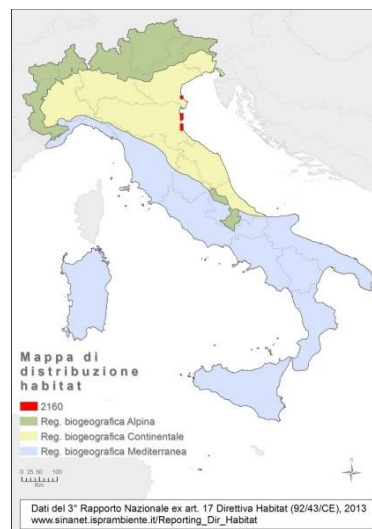 Mappa di
distribuzione
habitat
2160
Reg. biogeografica Alpina
Reg. biogeografica Continentale
Reg. biogeografica Mediterranea
0 25 50 100
Km
Dati del 3° Rapporto Nazionale ex art. 17 Direttiva Habitat (92/43/CE), 2013
www.sinanet.isprambiente.it/Reporting_Dir_Habitat